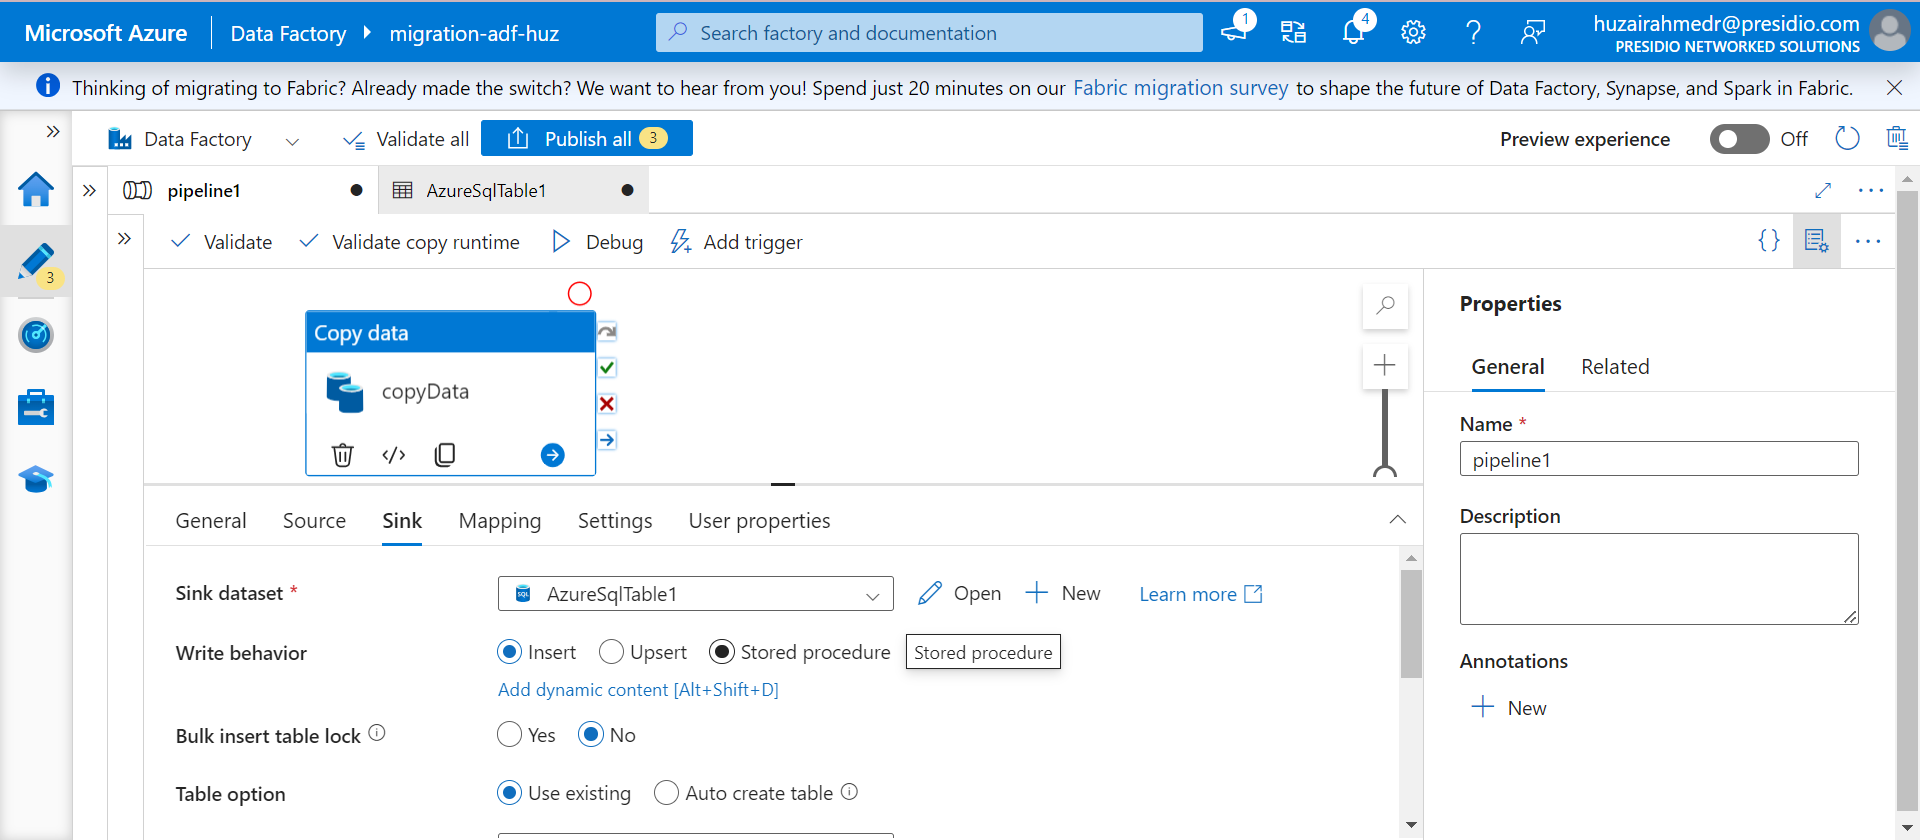 Microsoft Azure
Data Factory
migration-adf-huz
Search factory and documentation
1
4
huzairahmedr@presidio.com
PRESIDIO NETWORKED SOLUTIONS
Thinking of migrating to Fabric? Already made the switch? We want to hear from you! Spend just 20 minutes on our Fabric migration survey to shape the future of Data Factory, Synapse, and Spark in Fabric.
Data Factory
Validate all
Publish all 3
Preview experience
Off
pipeline1
AzureSqlTable1
3
Validate
Validate copy runtime
Debug
Add trigger
Copy data
copyData
General
Source
Sink
Mapping
Settings
User properties
Sink dataset *
SQL
AzureSqlTable1
Open
New
Learn more
Write behavior
Insert
Upsert
Stored procedure
Stored procedure
Add dynamic content [Alt+Shift+D]
Bulk insert table lock
Yes
No
Table option
Use existing
Auto create table
Properties
General
Related
Name *
pipeline1
Description
Annotations
New